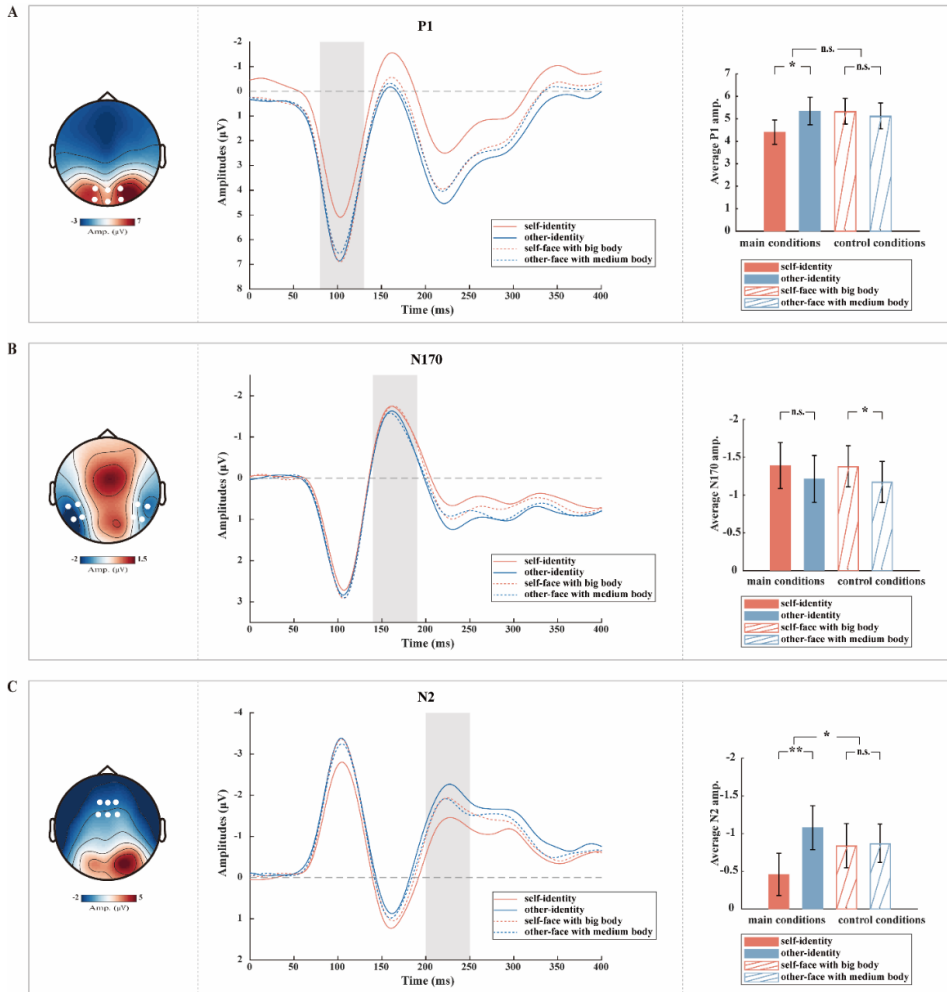 A
P1
-2
-1
0
1
2
3
4
5
6
7
8
Amplitudes (µV)
0
50
100
150
200
250
300
350
400
Time (ms)
self-identity
other-identity
self-face with big body
other-face with medium body
-3
7
Amp. (µV)
n.s.
*
n.s.
7
6
5
4
3
2
1
0
Average P1 amp.
main conditions
control conditions
self-identity
other-identity
self-face with big body
other-face with medium body
B
N170
-2
-1
0
1
2
3
Amplitudes (µV)
0
50
100
150
200
250
300
350
400
Time (ms)
self-identity
other-identity
self-face with big body
other-face with medium body
-2
1.5
Amp. (µV)
n.s.
*
-2
-1.5
-1
-0.5
0
Average N170 amp.
main conditions
control conditions
self-identity
other-identity
self-face with big body
other-face with medium body
C
N2
-4
-3
-2
-1
0
1
2
Amplitudes (µV)
0
50
100
150
200
250
300
350
400
Time (ms)
self-identity
other-identity
self-face with big body
other-face with medium body
-2
5
Amp. (µV)
*
**
n.s.
-2
-1.5
-1
-0.5
0
Average N2 amp.
main conditions
control conditions
self-identity
other-identity
self-face with big body
other-face with medium body